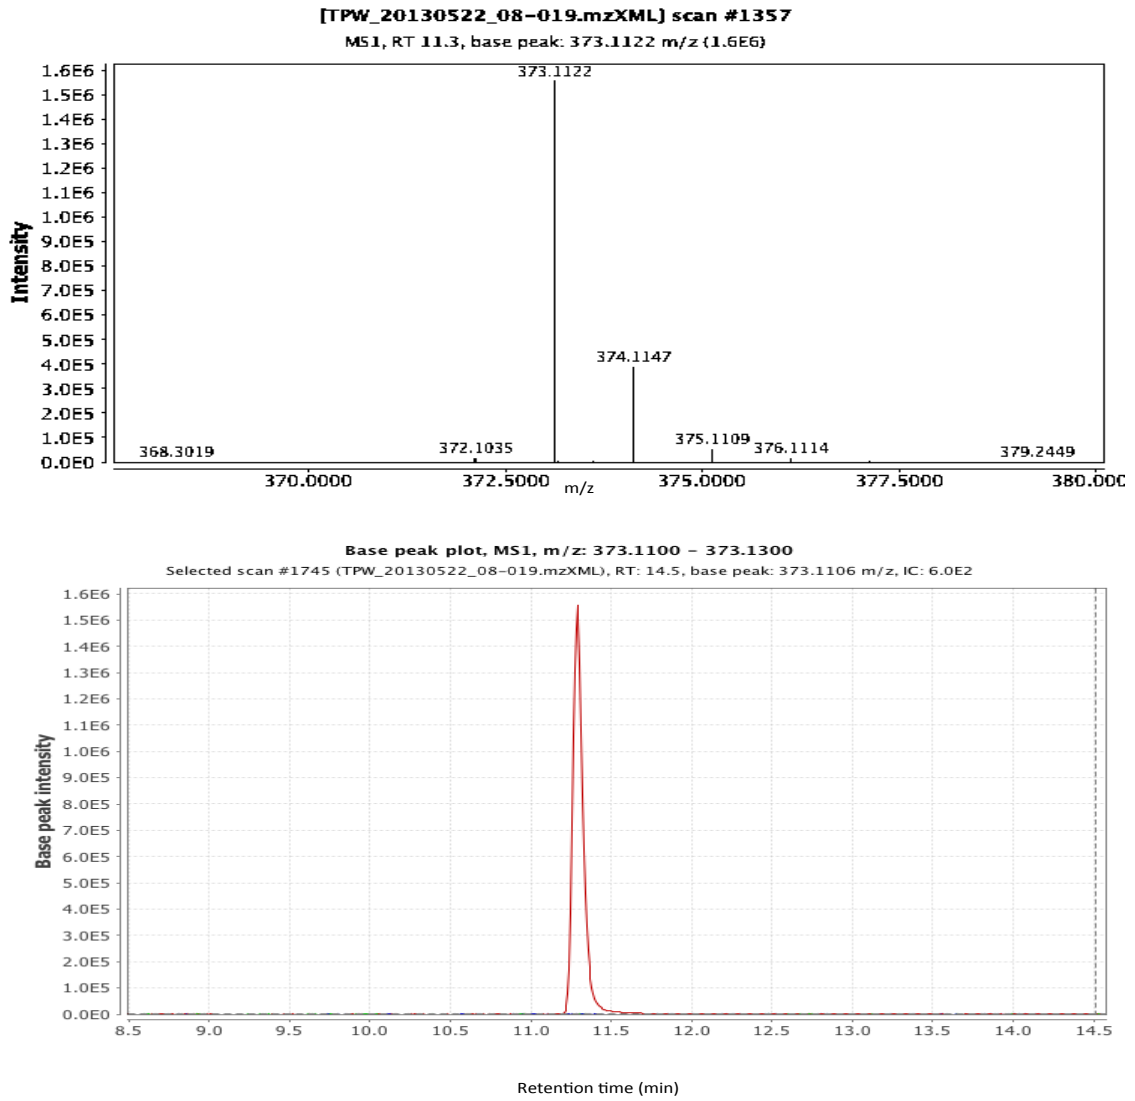 [TPW_20130522_08-019.mzXML] scan #1357
MS1, RT 11.3, base peak: 373.1122 m/z (1.6E6)
1.6E6
1.5E6
1.4E6
1.3E6
1.2E6
1.1E6
1.0E6
9.0E5
8.0E5
7.0E5
6.0E5
5.0E5
4.0E5
3.0E5
2.0E5
1.0E5
0.0E0
Intensity
373.1122
374.1147
375.1109
368.3019
372.1035
376.1114
379.2449
370.0000
372.5000
375.0000
377.5000
380.000
m/z
Base peak plot, MS1, m/z: 373.1100 - 373.1300
Selected scan #1745 (TPW_20130522_08-019.mzXML), RT: 14.5, base peak: 373.1106 m/z, IC: 6.0E2
1.6E6
1.5E6
1.4E6
1.3E6
1.2E6
1.1E6
1.0E6
9.0E5
8.0E5
7.0E5
6.0E5
5.0E5
4.0E5
3.0E5
2.0E5
1.0E5
0.0E0
Base peak intensity
8.5
9.0
9.5
10.0
10.5
11.0
11.5
12.0
12.5
13.0
13.5
14.0
14.5
Retention time (min)